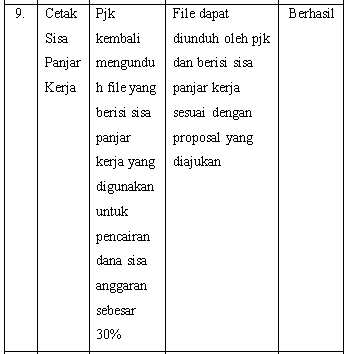 9.
Cetak
Sisa
Panjar
Kerja
Pjk
kembali
mengundu
h file yang
berisi sisa
panjar
kerja yang
digunakan
untuk
pencairan
dana sisa
anggaran
sebesar
30%
File dapat
diunduh oleh pjk
dan berisi sisa
panjar kerja
sesuai dengan
proposal yang
diajukan
Berhasil